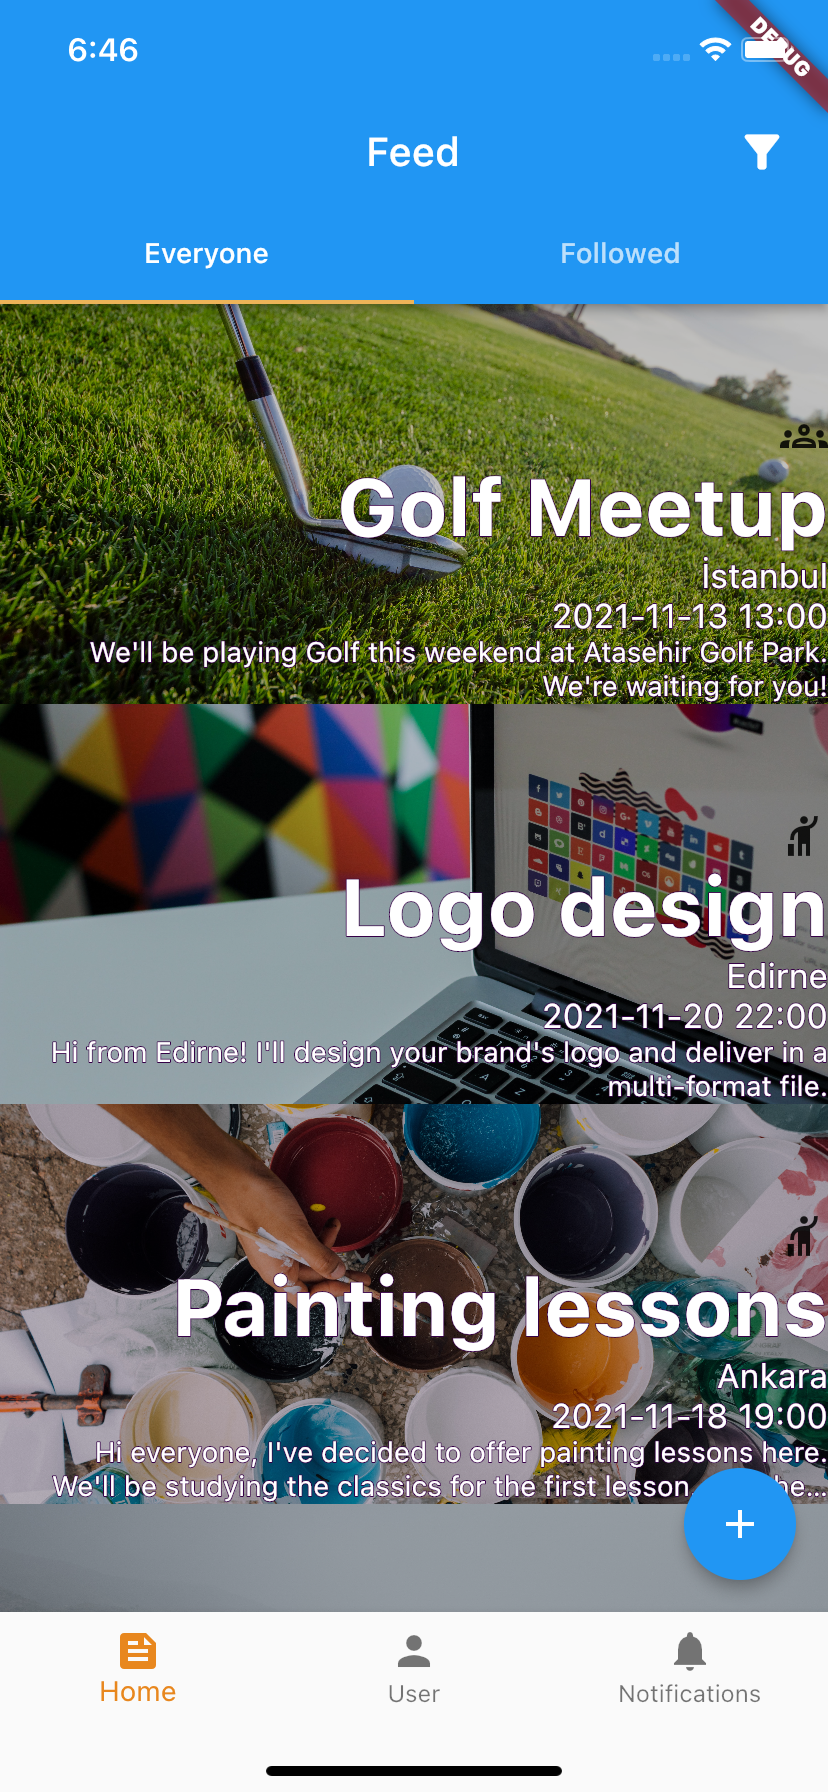 6:46
DEBUG
Feed
Everyone
Followed
Golf Meetup
İstanbul
2021-11-13 13:00
We'll be playing Golf this weekend at Atasehir Golf Park.
We're waiting for you!
Logo design
Edirne
2021-11-20 22:00
Hi from Edirne! I'll design your brand's logo and deliver in a
multi-format file.
Painting lessons
Ankara
2021-11-18 19:00
Hi everyone, I've decided to offer painting lessons here.
We'll be studying the classics for the first lesson.
Home
User
Notifications